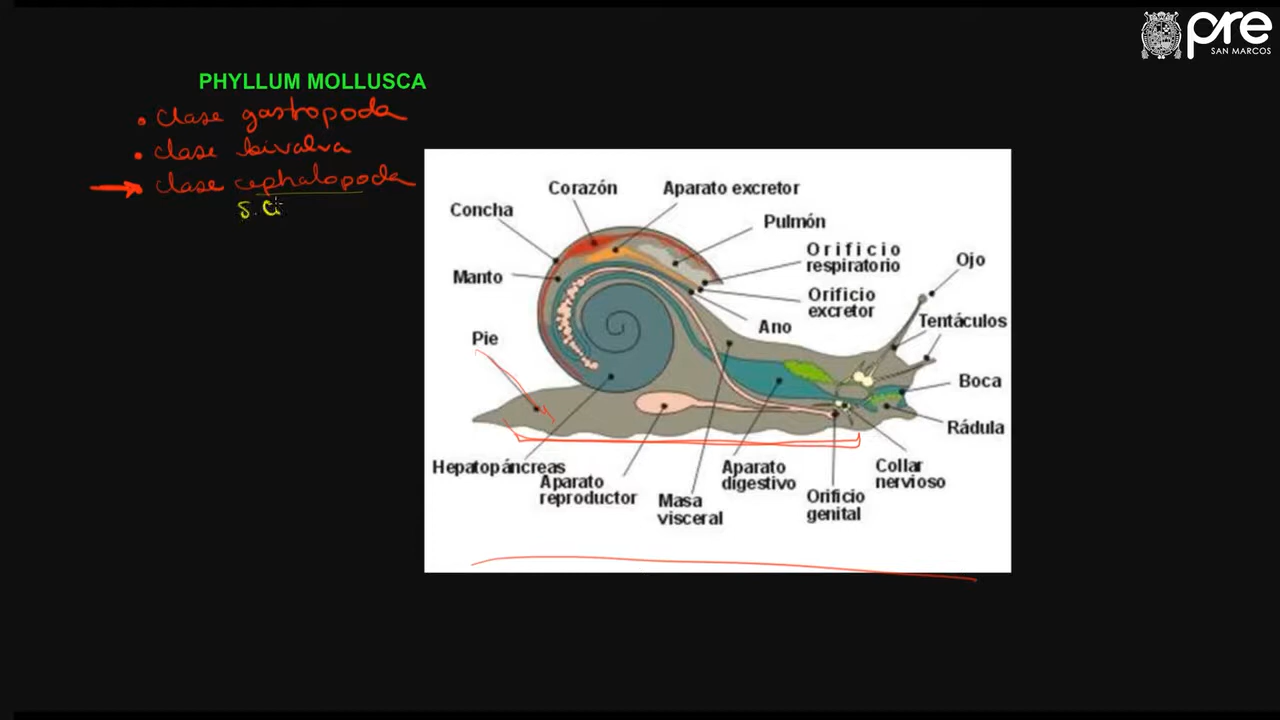 pre
SAN MARCOS
PHYLLUM MOLLUSCA
• clase gastropoda
• clase bivalva
• clase cephalopoda
S. C
Corazón
Aparato excretor
Concha
Pulmón
Orificio
respiratorio
Ojo
Manto
Orificio
excretor
Tentáculos
Ano
Pie
Boca
Rádula
Hepatopáncreas
Aparato
reproductor
Masa
visceral
Aparato
digestivo
Orificio
genital
Collar
nervioso